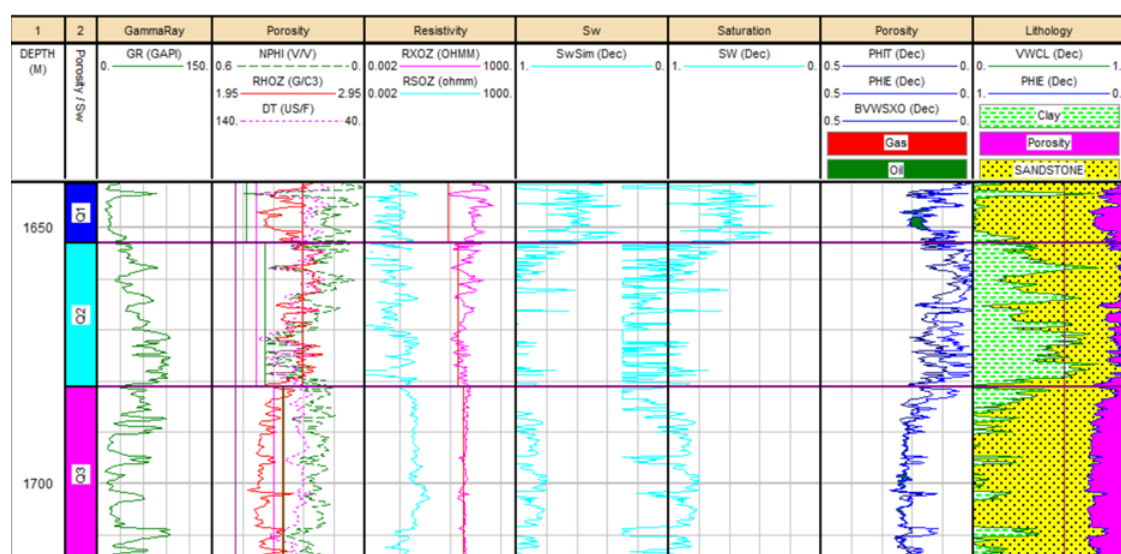 1 2 GammaRay Porosity Resistivity Sw Saturation Porosity Lithology
DEPTH
(M)
Porosity / Sw
GR (GAPI)
0. 150.
NPHI (V/V)
0.6 0.
RHOZ (G/C3)
1.95 2.95
DT (US/F)
140. 40.
RXOZ (OHMM)
0.002 1000.
RSOZ (ohmm)
0.002 1000.
SwSim (Dec)
1. 0.
SW (Dec)
1. 0.
PHIT (Dec)
0.5 0.
PHIE (Dec)
0.5 0.
BVWSXO (Dec)
0.5 0.
Gas
Oil
VWCL (Dec)
0. 1.
PHIE (Dec)
1. 0.
Clay
Porosity
SANDSTONE
Q1
1650
Q2
Q3
1700